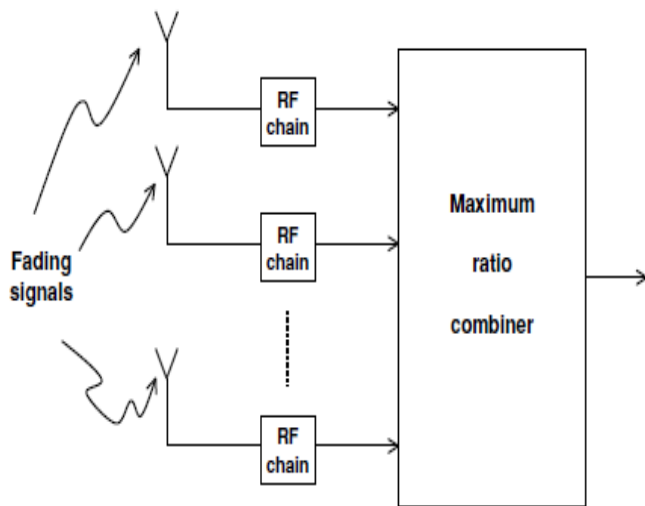 RF
chain
RF
chain
Maximum
ratio
combiner
Fading
signals
RF
chain